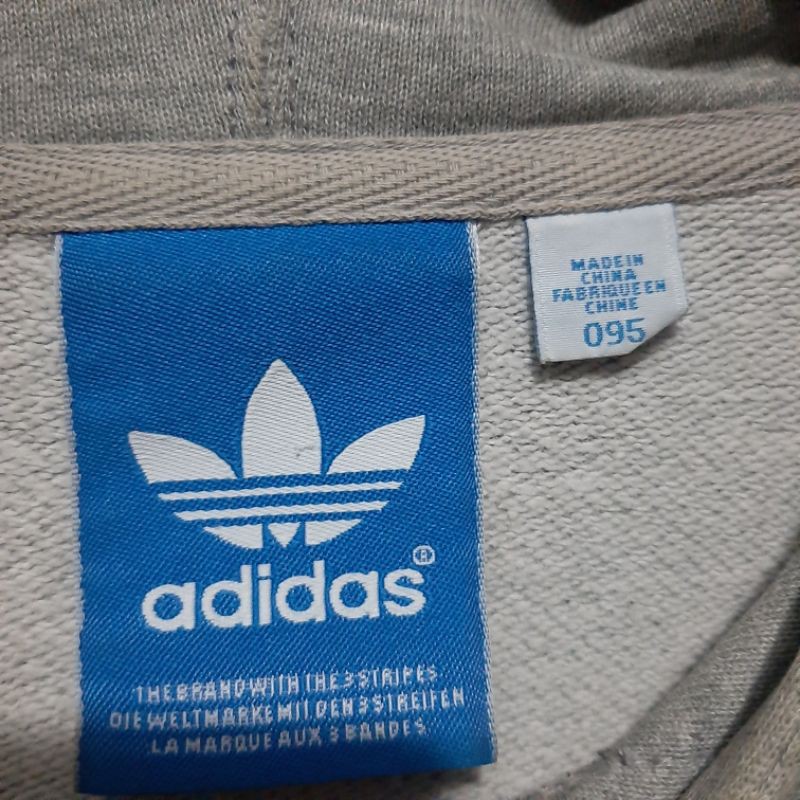 adidas®
THE BRAND WITH THE 3 STRIPES
DIE WELTMARKE MIT DEN 3 STREIFEN
LA MARQUE AUX 3 BANDES
MADE IN
CHINA
FABRIQUE EN
CHINE
095